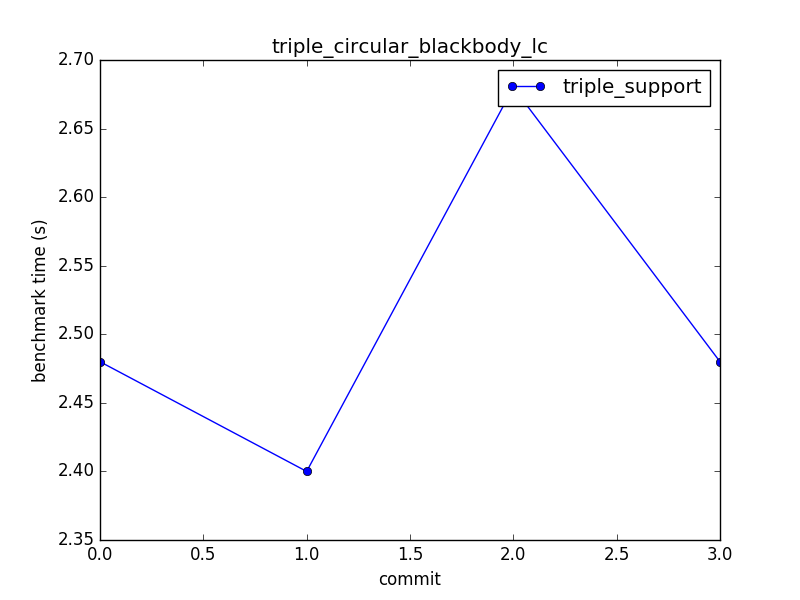 triple_circular_blackbody_lc
triple_support
2.70
2.65
2.60
2.55
2.50
2.45
2.40
2.35
benchmark time (s)
0.0 0.5 1.0 1.5 2.0 2.5 3.0
commit